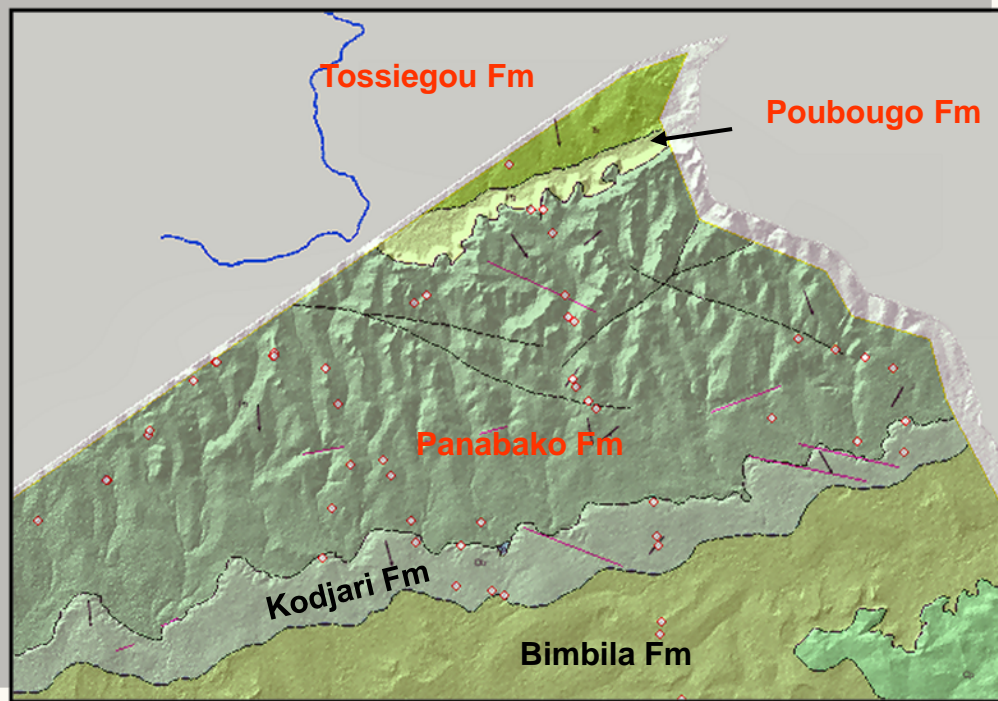 Tossiegou Fm
Poubougo Fm
Panabako Fm
Kodjari Fm
Bimbila Fm